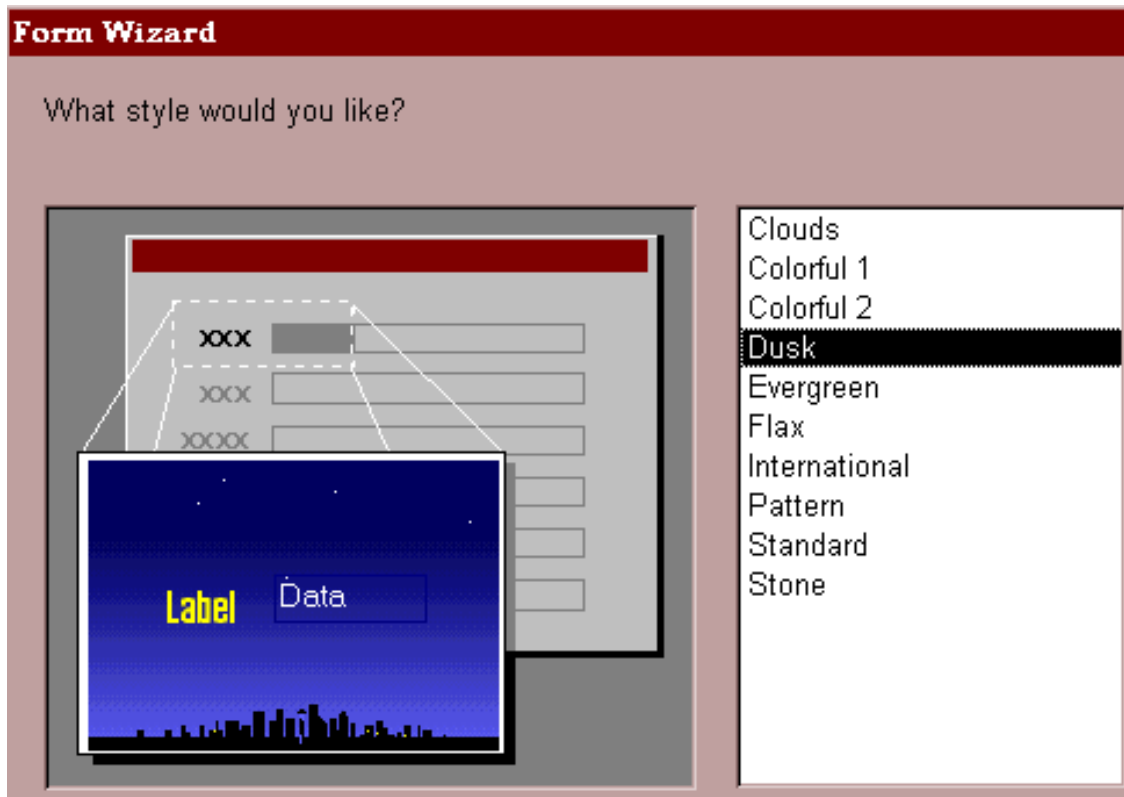 Form Wizard
What style would you like?
xxx
xxx
xxxx
Label Data
Clouds
Colorful 1
Colorful 2
Dusk
Evergreen
Flax
International
Pattern
Standard
Stone